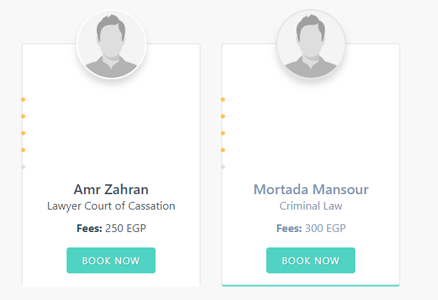 Amr Zahran
Lawyer Court of Cassation
Fees: 250 EGP
BOOK NOW
Mortada Mansour
Criminal Law
Fees: 300 EGP
BOOK NOW